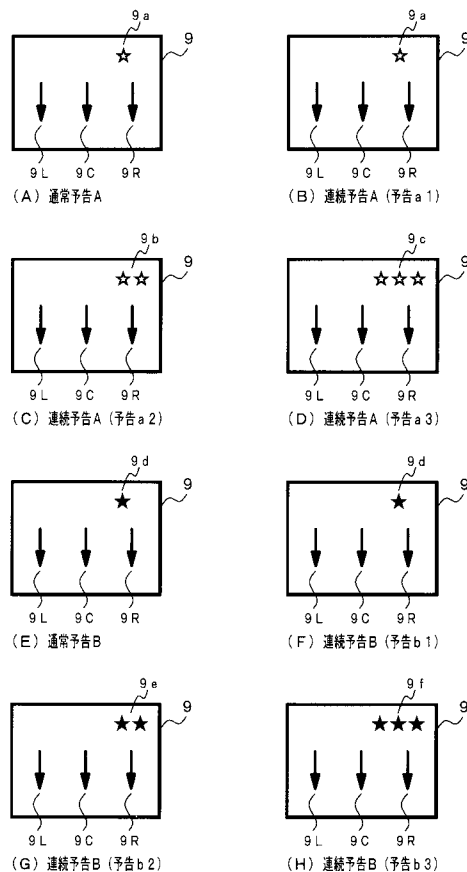 9a 9 9a 9
9L 9C 9R 9L 9C 9R
(A) 通常予告A (B) 連続予告A (予告a1)
9b 9 9c 9
9L 9C 9R 9L 9C 9R
(C) 連続予告A (予告a2) (D) 連続予告A (予告a3)
9d 9 9d 9
9L 9C 9R 9L 9C 9R
(E) 通常予告B (F) 連続予告B (予告b1)
9e 9 9f 9
9L 9C 9R 9L 9C 9R
(G) 連続予告B (予告b2) (H) 連続予告B (予告b3)